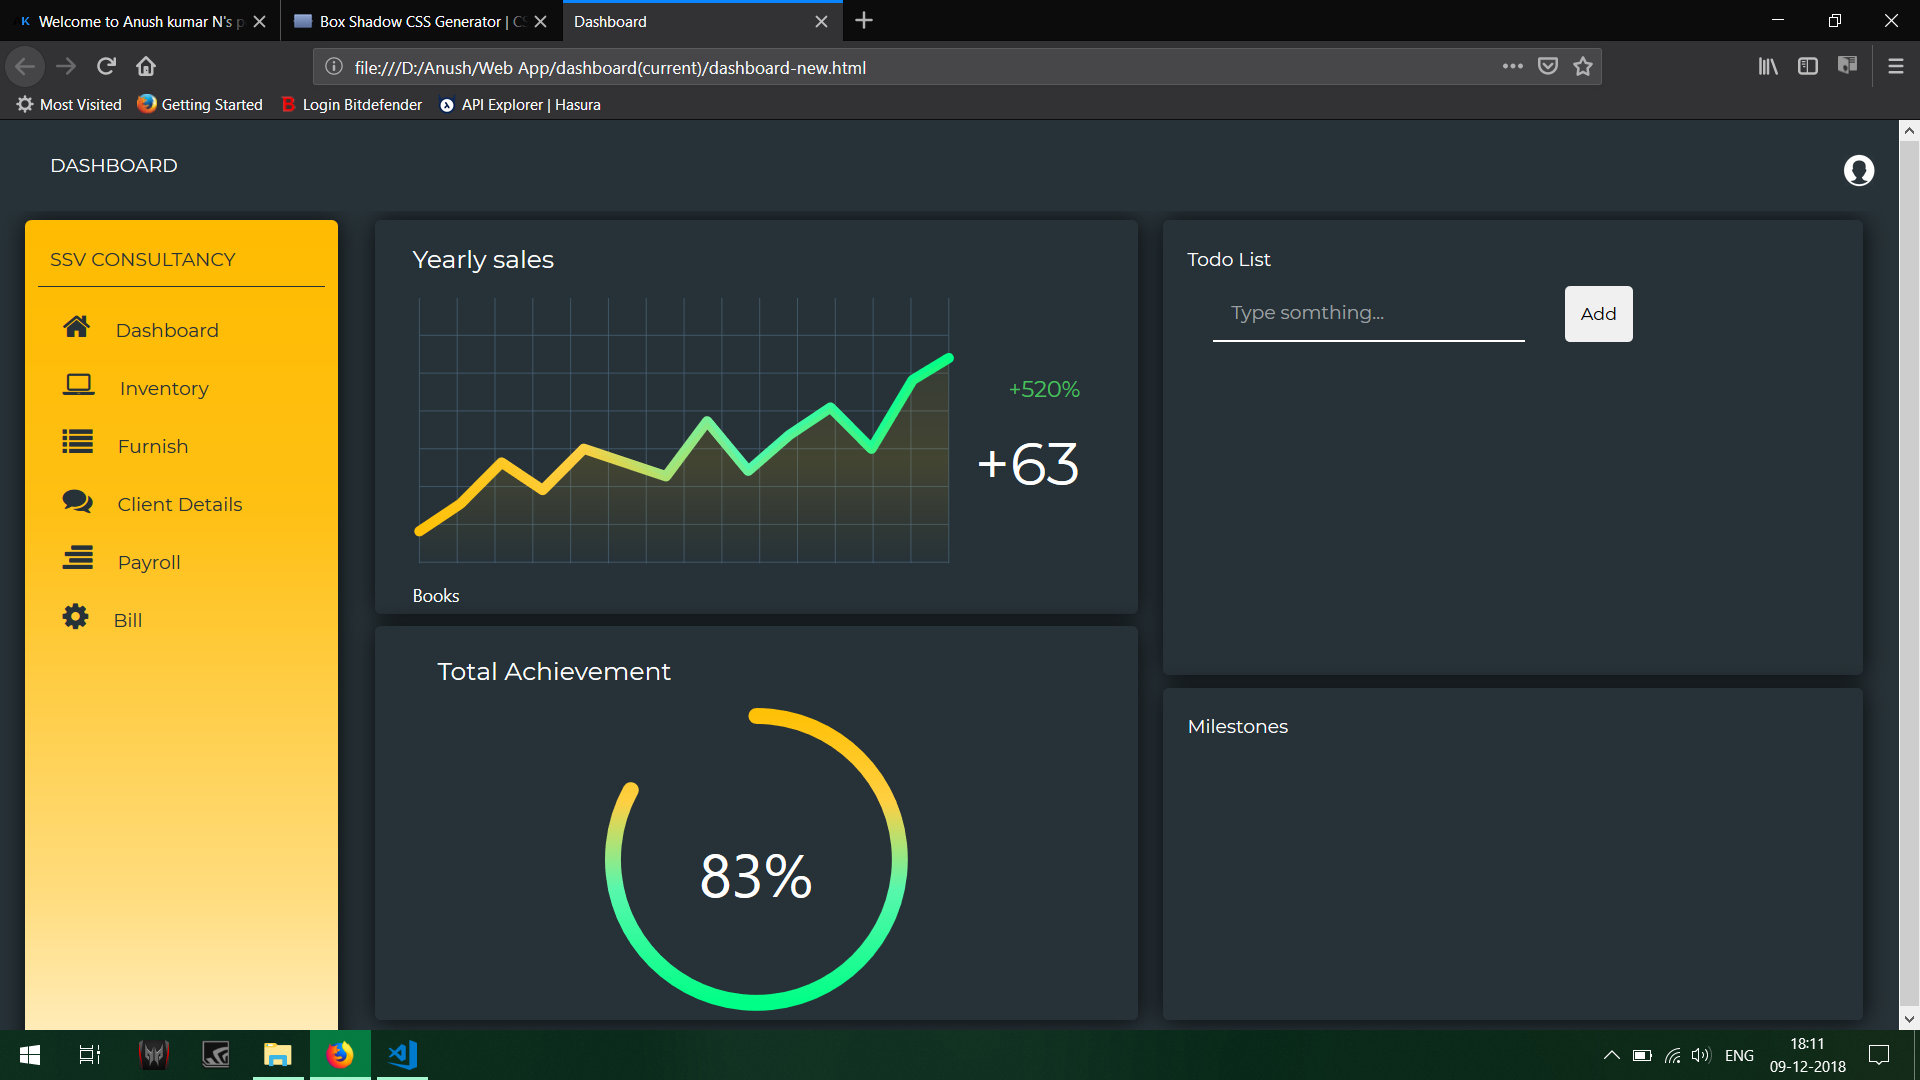 K Welcome to Anush kumar N's p
Box Shadow CSS Generator | CS
Dashboard
file:///D:/Anush/Web App/dashboard(current)/dashboard-new.html
Most Visited
Getting Started
B Login Bitdefender
API Explorer | Hasura
DASHBOARD
SSV CONSULTANCY
Dashboard
Inventory
Furnish
Client Details
Payroll
Bill
Yearly sales
+520%
+63
Books
Total Achievement
83%
Todo List
Type somthing...
Add
Milestones
ENG
18:11
09-12-2018